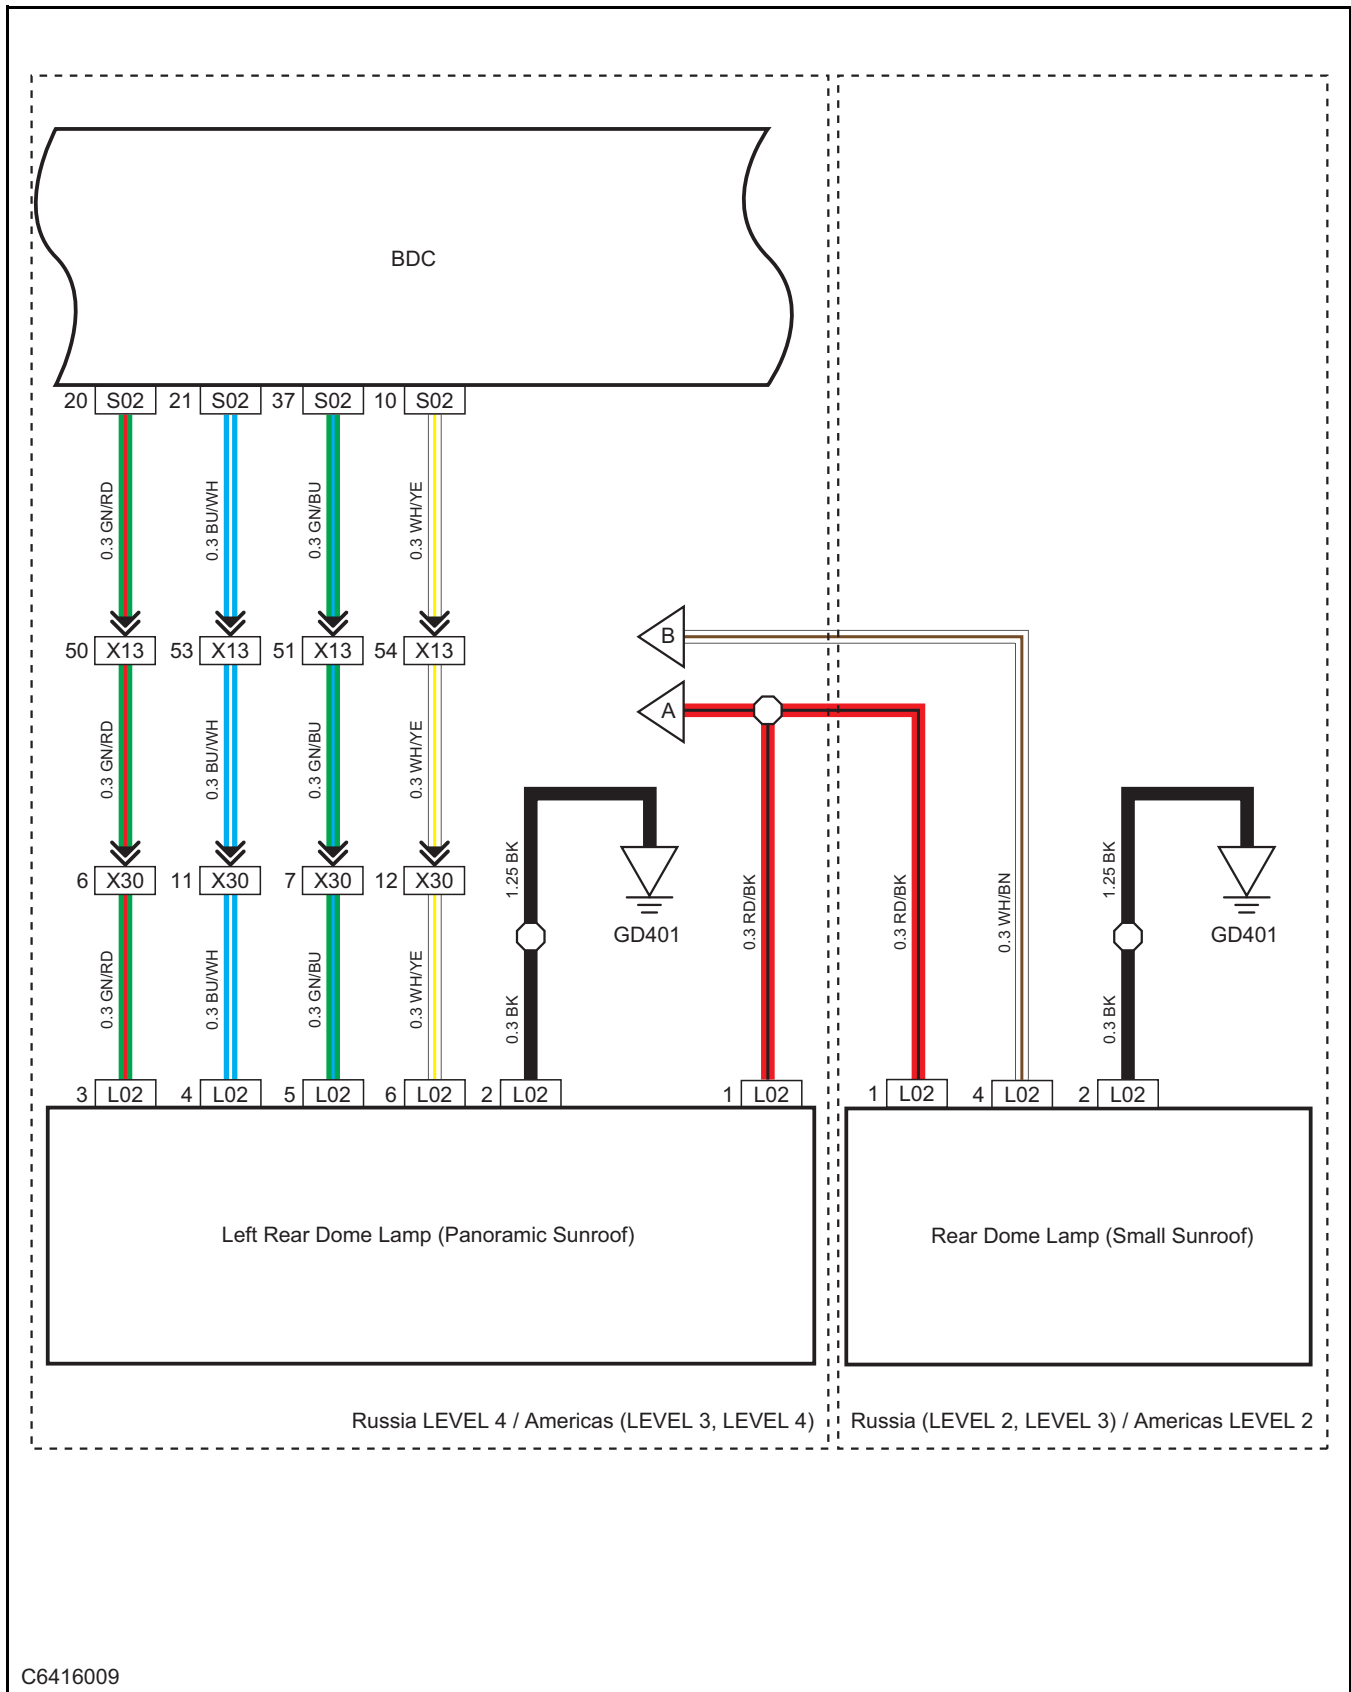 BDC
20 S02 21 S02 37 S02 10 S02
0.3 GN/RD
0.3 BU/WH
0.3 GN/BU
0.3 WH/YE
B
50 X13 53 X13 51 X13 54 X13
A
0.3 GN/RD
0.3 BU/WH
0.3 GN/BU
0.3 WH/YE
1.25 BK
1.25 BK
6 X30 11 X30 7 X30 12 X30
0.3 RD/BK
0.3 RD/BK
0.3 WH/BN
GD401
GD401
0.3 GN/RD
0.3 BU/WH
0.3 GN/BU
0.3 WH/YE
0.3 BK
0.3 BK
3 L02 4 L02 5 L02 6 L02 2 L02 1 L02 1 L02 4 L02 2 L02
Left Rear Dome Lamp (Panoramic Sunroof)
Rear Dome Lamp (Small Sunroof)
Russia LEVEL 4 / Americas (LEVEL 3, LEVEL 4)
Russia (LEVEL 2, LEVEL 3) / Americas LEVEL 2
C6416009